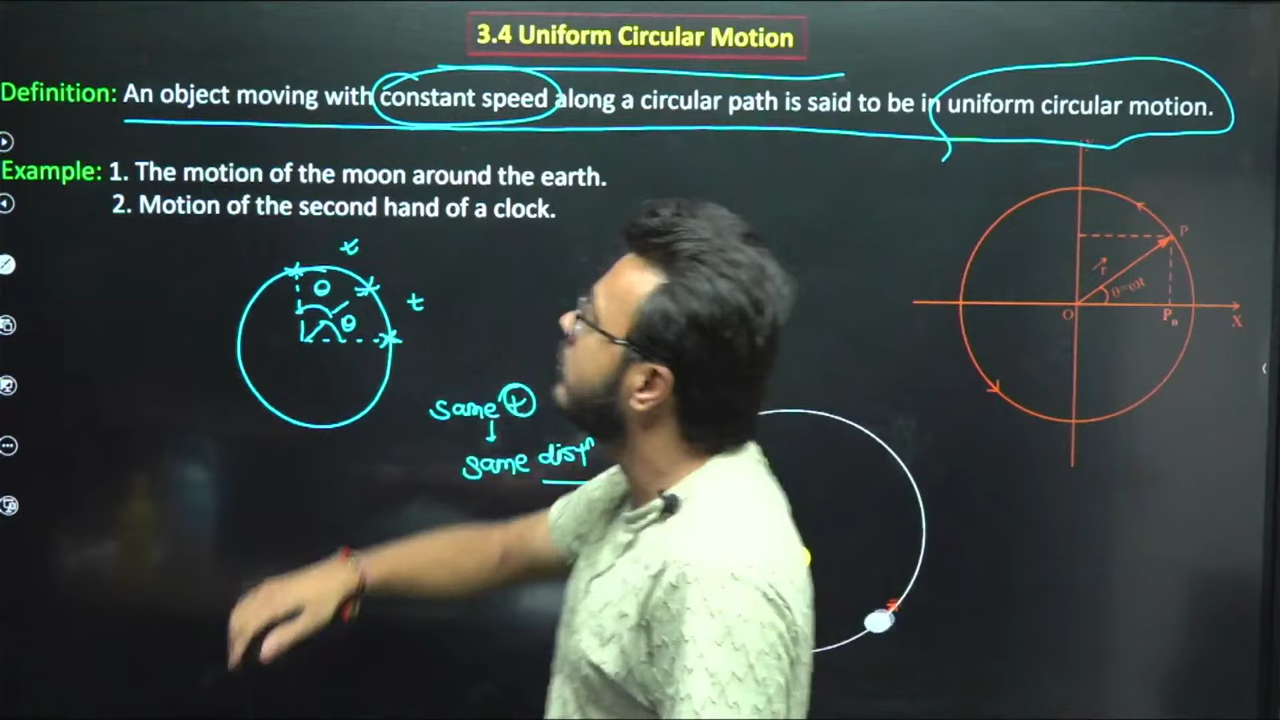 3.4 Uniform Circular Motion
Definition: An object moving with constant speed along a circular path is said to be in uniform circular motion.
Example: 1. The motion of the moon around the earth.
2. Motion of the second hand of a clock.
t
θ
t
θ
same t
same distⁿ
Y
P
r
θ=ωt
O
P₀
X